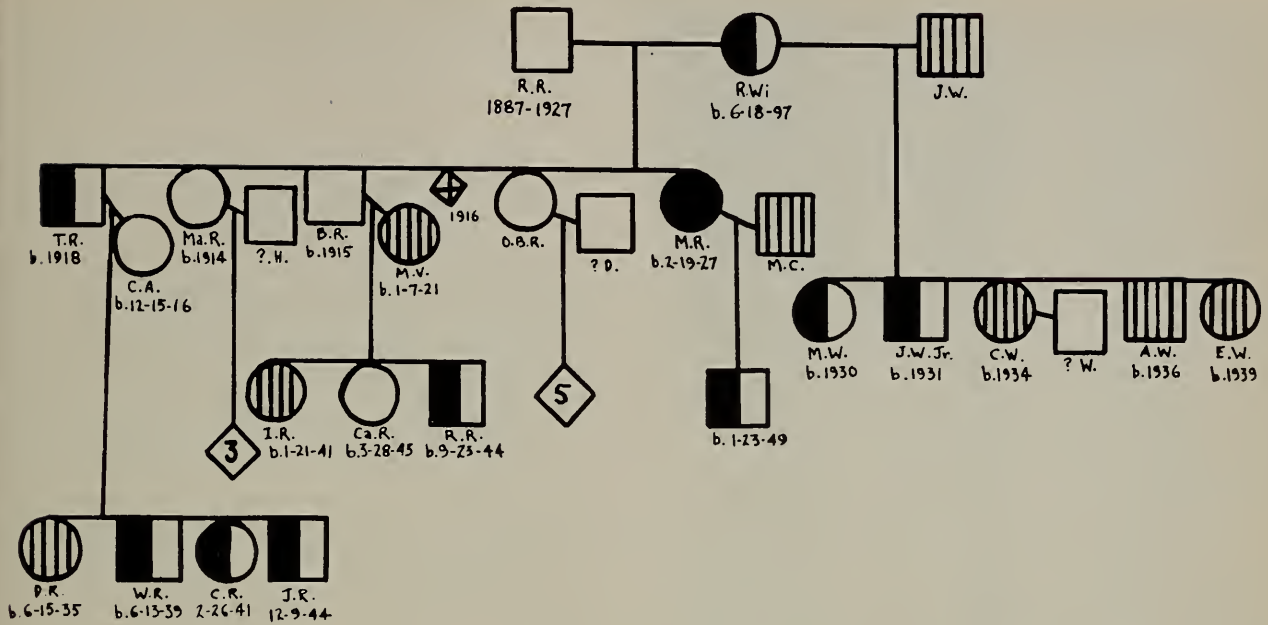 R.R.
1887-1927
R.Wi
b. 6-18-97
J.W.
T.R.
b.1918
C.A.
b.12-15-16
Ma.R.
b.1914
?.H.
B.R.
b.1915
M.V.
b.1-7-21
1916
O.B.R.
? D.
M.R.
b.2-19-27
M.C.
M.W.
b.1930
J.W.Jr.
b.1931
C.W.
b.1934
? W.
A.W.
b.1936
E.W.
b.1939
I.R.
b.1-21-41
Ca.R.
b.3-28-45
R.R.
b.9-23-44
3
5
b.1-23-49
D.R.
b.6-15-35
W.R.
b.6-13-39
C.R.
2-26-41
J.R.
12-9-44